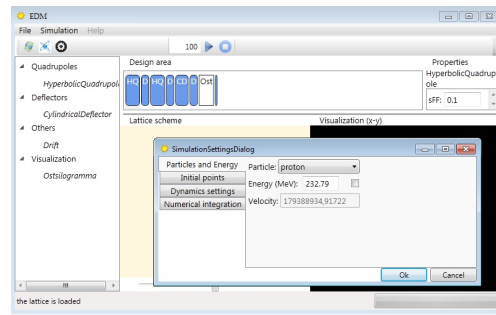 EDM
File Simulation Help
100
Quadrupoles
HyperbolicQuadrupol
Deflectors
CylindricalDeflector
Others
Drift
Visualization
Ostsilogramma
Design area
HQ D HQ D CD D Ost
Properties
HyperbolicQuadrup
ole
sFF: 0.1
Lattice scheme
Visualization (x-y)
SimulationSettingsDialog
Particles and Energy
Initial points
Dynamics settings
Numerical integration
Particle: proton
Energy (MeV): 232.79
Velocity: 179388934,91722
Ok Cancel
the lattice is loaded